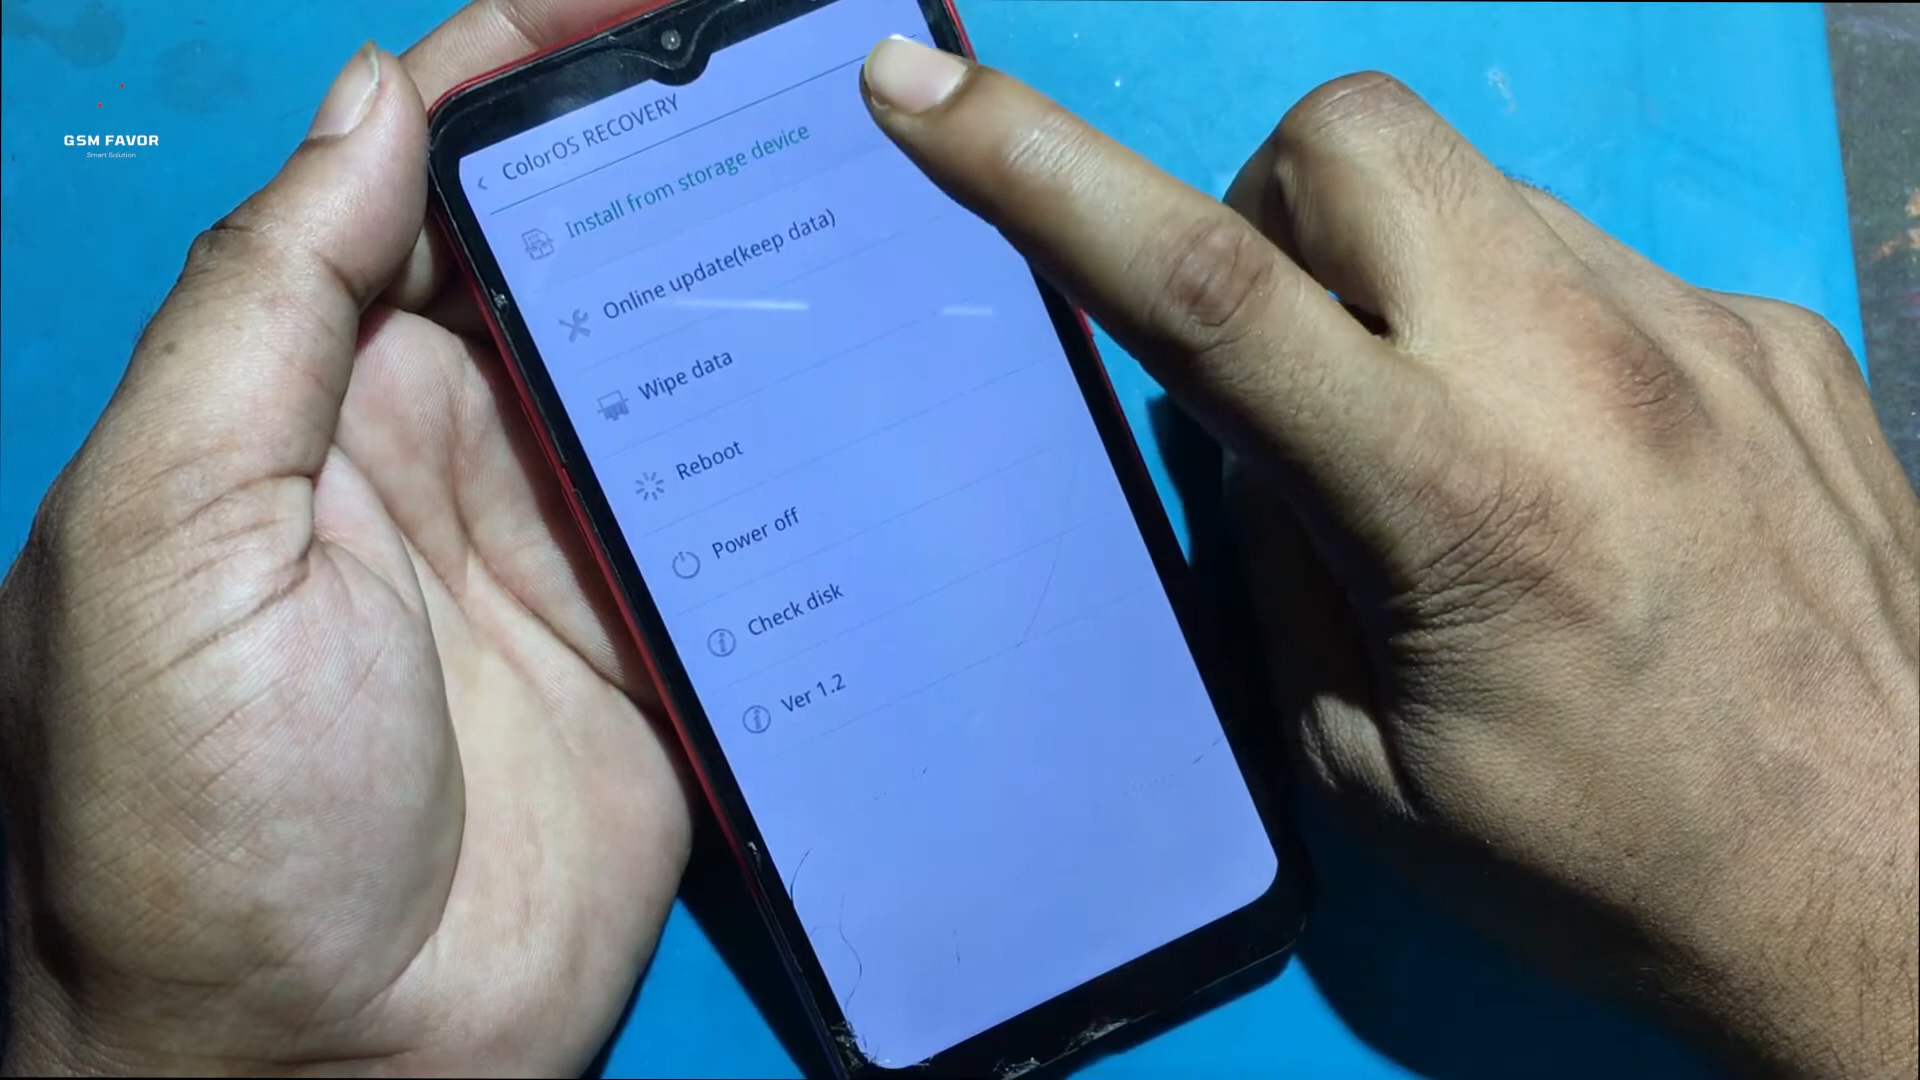 GSM FAVOR
Smart Solution
ColorOS RECOVERY
Install from storage device
Online update(keep data)
Wipe data
Reboot
Power off
Check disk
Ver 1.2